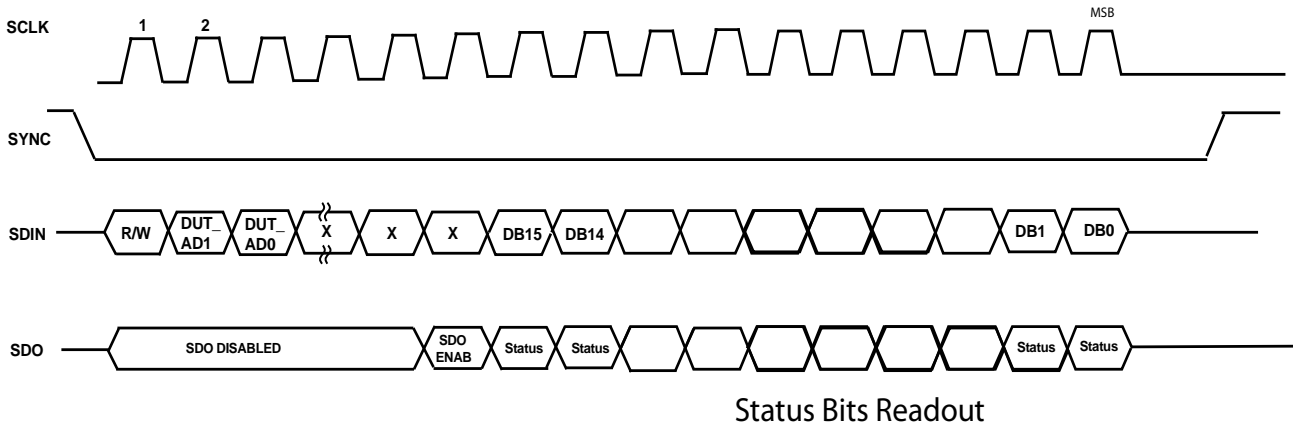 MSB
SCLK 1 2
SYNC
SDIN R/W DUT_ AD1 DUT_ AD0 X X X DB15 DB14 DB1 DB0
SDO SDO DISABLED SDO ENAB Status Status Status Status
Status Bits Readout